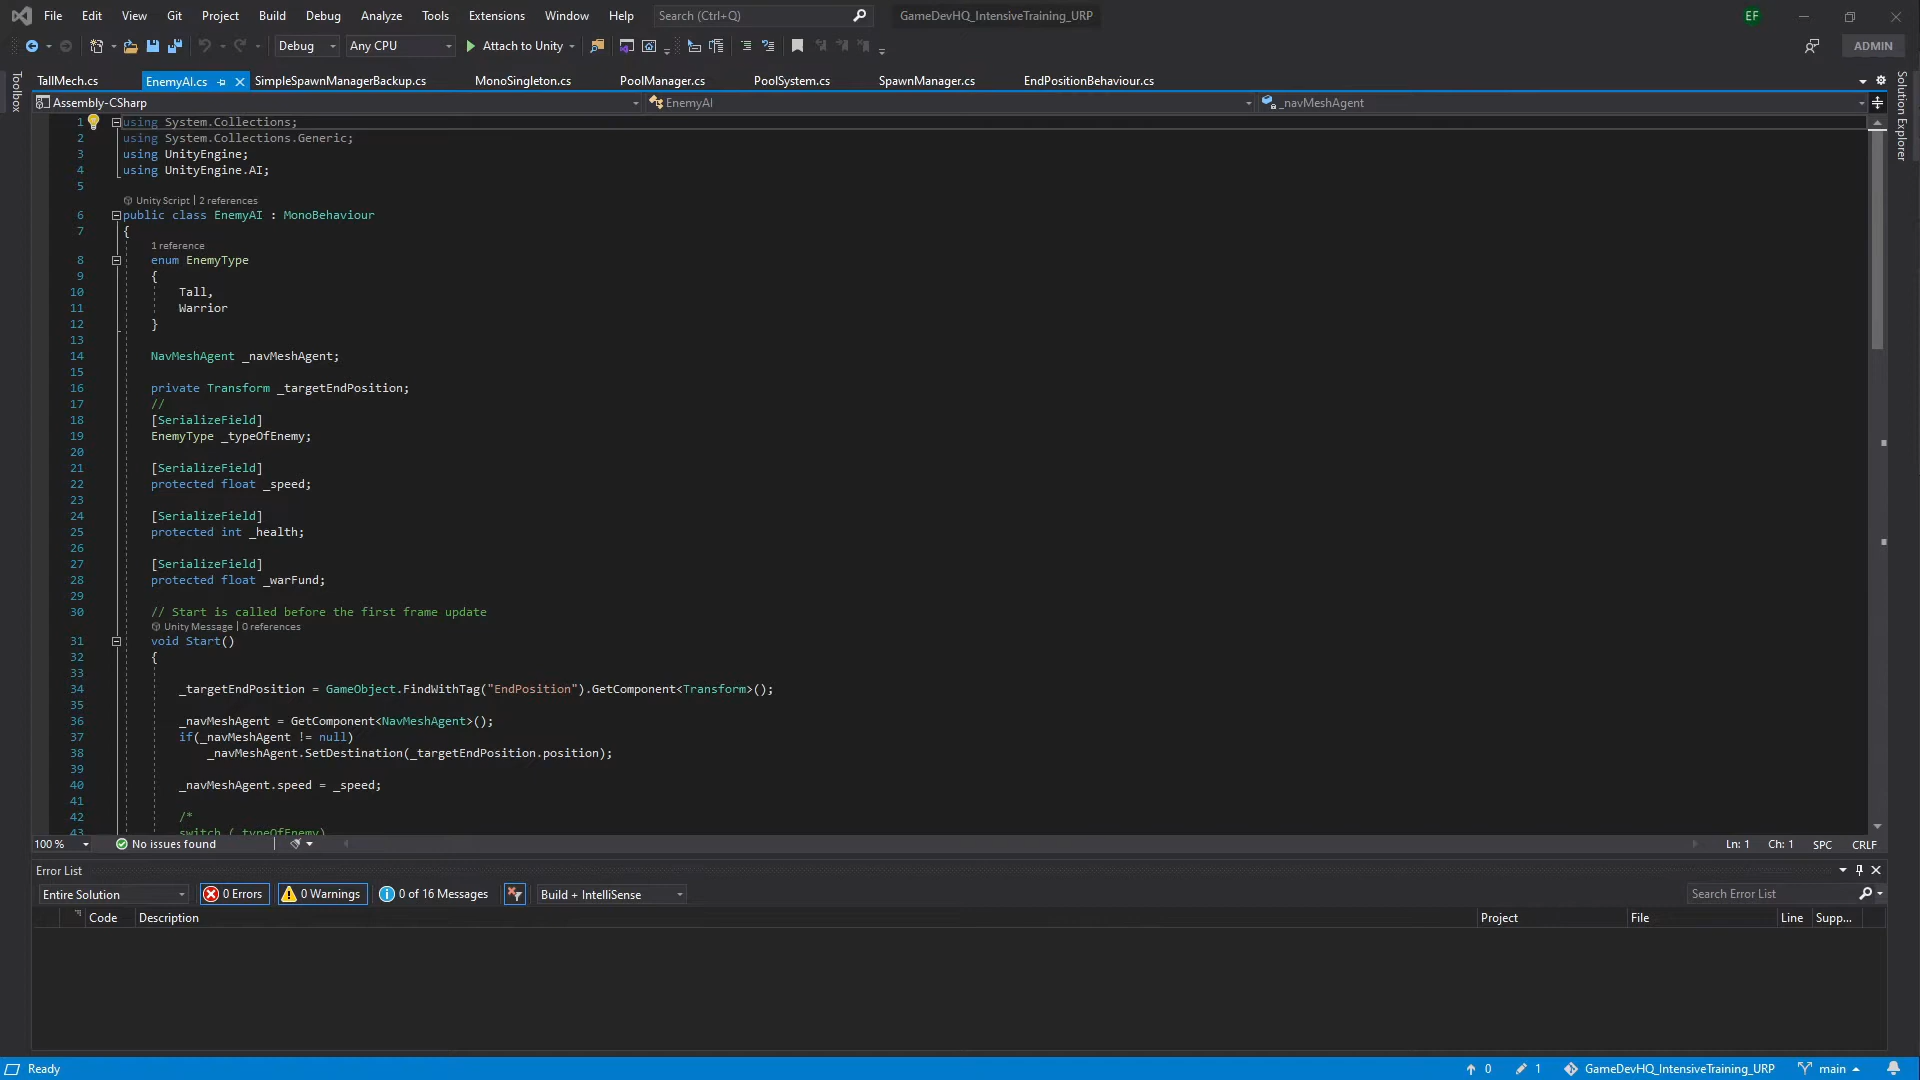 File Edit View Git Project Build Debug Analyze Tools Extensions Window Help Search (Ctrl+Q) GameDevHQ_IntensiveTraining_URP EF
Debug Any CPU Attach to Unity ADMIN
TallMech.cs EnemyAI.cs SimpleSpawnManagerBackup.cs MonoSingleton.cs PoolManager.cs PoolSystem.cs SpawnManager.cs EndPositionBehaviour.cs
Toolbox
Solution Explorer
Assembly-CSharp EnemyAI _navMeshAgent
1 using System.Collections;
2 using System.Collections.Generic;
3 using UnityEngine;
4 using UnityEngine.AI;
5
Unity Script | 2 references
6 public class EnemyAI : MonoBehaviour
7 {
1 reference
8 enum EnemyType
9 {
10 Tall,
11 Warrior
12 }
13
14 NavMeshAgent _navMeshAgent;
15
16 private Transform _targetEndPosition;
17 //
18 [SerializeField]
19 EnemyType _typeOfEnemy;
20
21 [SerializeField]
22 protected float _speed;
23
24 [SerializeField]
25 protected int _health;
26
27 [SerializeField]
28 protected float _warFund;
29
30 // Start is called before the first frame update
Unity Message | 0 references
31 void Start()
32 {
33
34 _targetEndPosition = GameObject.FindWithTag("EndPosition").GetComponent<Transform>();
35
36 _navMeshAgent = GetComponent<NavMeshAgent>();
37 if(_navMeshAgent != null)
38 _navMeshAgent.SetDestination(_targetEndPosition.position);
39
40 _navMeshAgent.speed = _speed;
41
42 /*
43 switch (_typeOfEnemy)
100 % No issues found Ln: 1 Ch: 1 SPC CRLF
Error List
Entire Solution 0 Errors 0 Warnings 0 of 16 Messages Build + IntelliSense Search Error List
Code Description Project File Line Supp...
Ready 0 1 GameDevHQ_IntensiveTraining_URP main